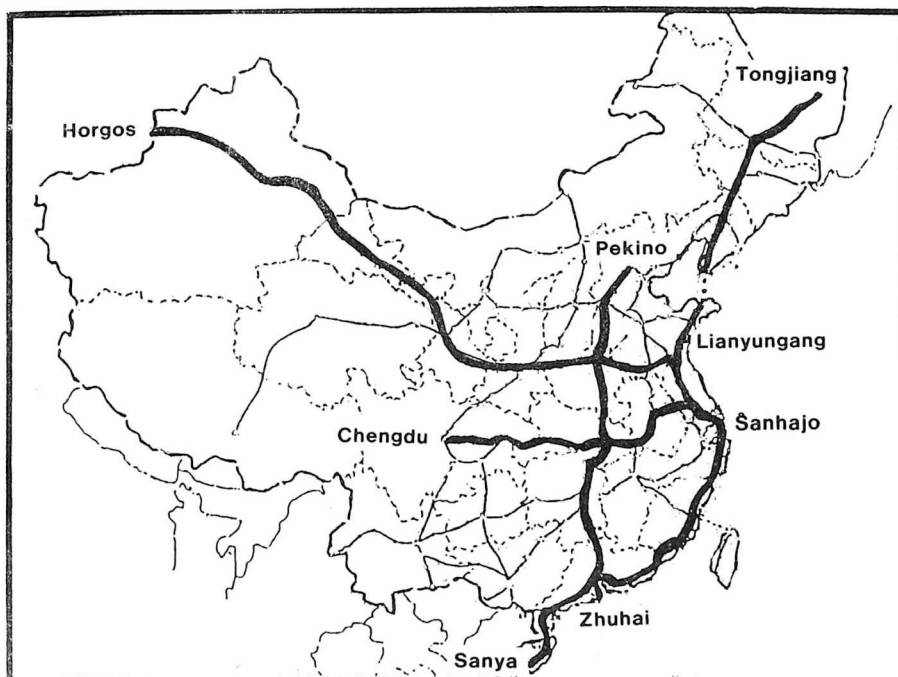 Tongjiang
Horgos
Pekino
Lianyungang
Ŝanhajo
Chengdu
Zhuhai
Sanya